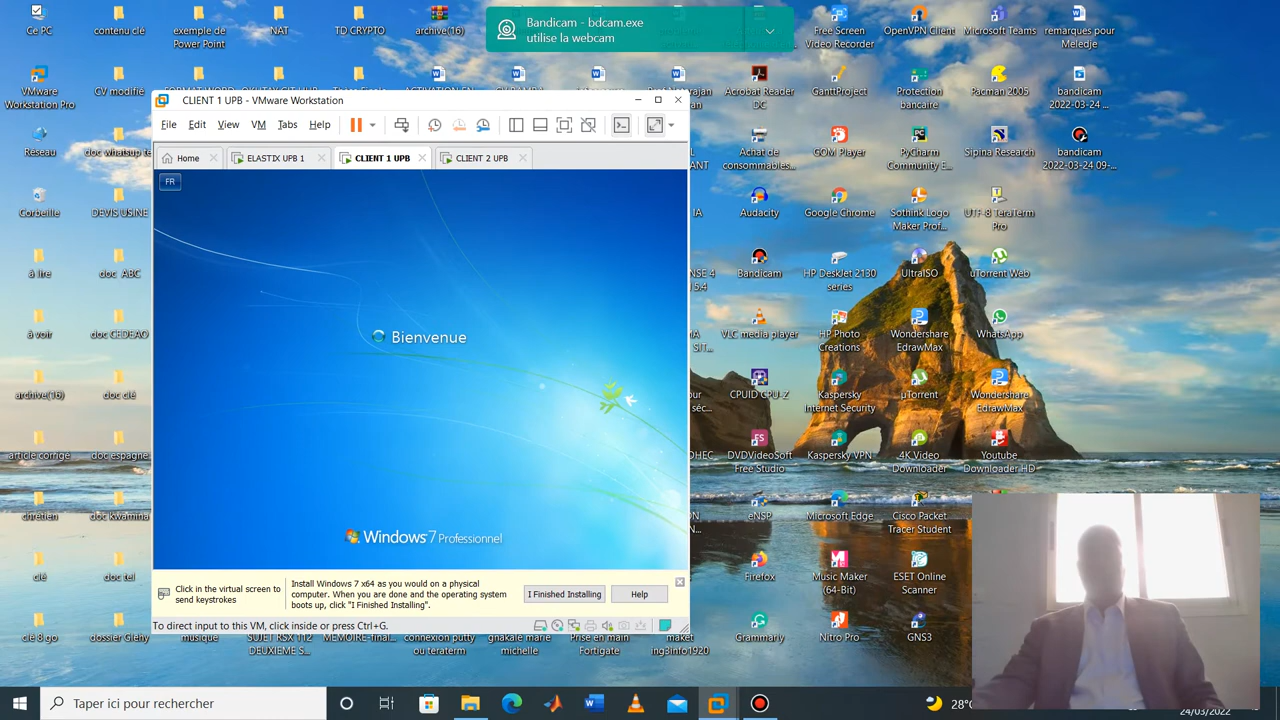 Bandicam - bdcam.exe
utilise la webcam
Ce PC
contenu clé
exemple de
Power Point
NAT
TD CRYPTO
archive(16)
Free Screen
Video Recorder
OpenVPN Client
Microsoft Teams
remarques pour
Meledje
VMware
Workstation Pro
CV modifié
Acrobat Reader
DC
GanttProject
Protection
bancaire
Pacman 2005
bandicam
2022-03-24 ...
CLIENT 1 UPB - VMware Workstation
File
Edit
View
VM
Tabs
Help
Home
ELASTIX UPB 1
CLIENT 1 UPB
CLIENT 2 UPB
Réseau
doc whatsup te
Achat de
consommables...
GOM Player
PyCharm
Community E...
Sipina Research
bandicam
2022-03-24 09-...
FR
Corbeille
DEVIS USINE
Audacity
Google Chrome
Sothink Logo
Maker Prof...
UTF-8 TeraTerm
Pro
à lire
doc ABC
Bandicam
HP DeskJet 2130
series
UltraISO
uTorrent Web
à voir
doc CEDEAO
VLC media player
HP Photo
Creations
Wondershare
EdrawMax
WhatsApp
Bienvenue
archive(16)
doc clé
CPUID CPU-Z
Kaspersky
Internet Security
µTorrent
Wondershare
EdrawMax
article corrigé
doc espagne
DVDVideoSoft
Free Studio
Kaspersky VPN
4K Video
Downloader
Youtube
Downloader HD
chrétien
doc kwamina
eNSP
Microsoft Edge
Cisco Packet
Tracer Student
Windows 7 Professionnel
clé
doc tel
Firefox
Music Maker
(64-Bit)
ESET Online
Scanner
Click in the virtual screen to
send keystrokes
Install Windows 7 x64 as you would on a physical
computer. When you are done and the operating system
boots up, click "I Finished Installing".
I Finished Installing
Help
To direct input to this VM, click inside or press Ctrl+G.
clé 8 go
dossier Glény
musique
SUJET RSX 112
DEUXIEME S...
MEMOIRE-final...
connexion putty
ou teraterm
gnakale marie
michelle
Prise en main
Fortigate
maket
ing3info1920
Grammarly
Nitro Pro
GNS3
Taper ici pour rechercher
28°
24/03/2022